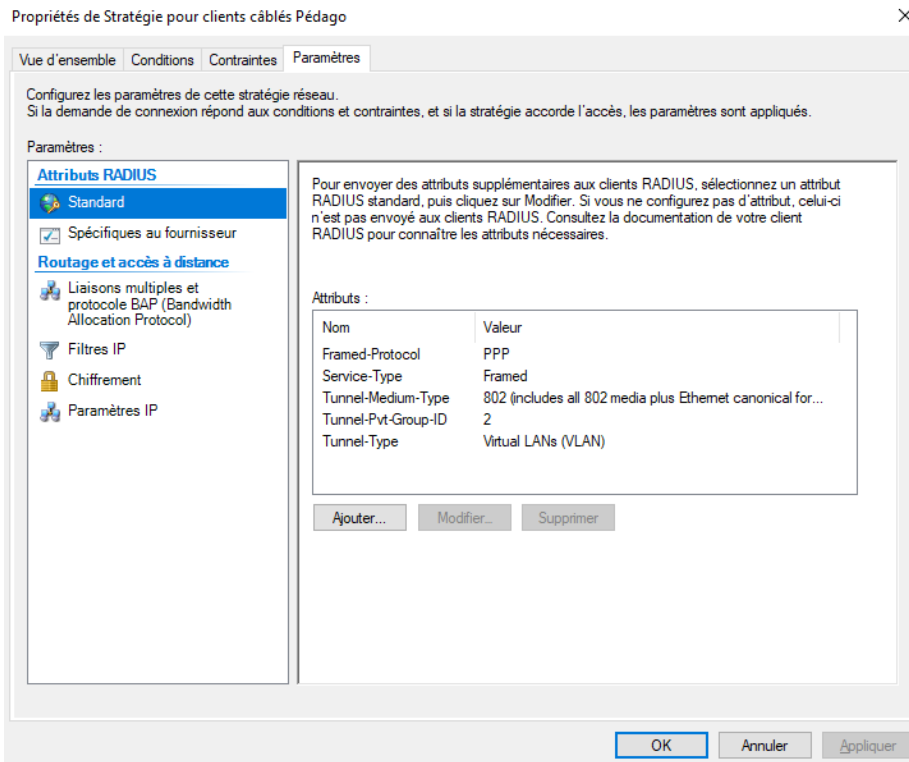 Propriétés de Stratégie pour clients câblés Pédago
Vue d'ensemble
Conditions
Contraintes
Paramètres
Configurez les paramètres de cette stratégie réseau.
Si la demande de connexion répond aux conditions et contraintes, et si la stratégie accorde l'accès, les paramètres sont appliqués.
Paramètres :
Attributs RADIUS
Standard
Spécifiques au fournisseur
Routage et accès à distance
Liaisons multiples et
protocole BAP (Bandwidth
Allocation Protocol)
Filtres IP
Chiffrement
Paramètres IP
Pour envoyer des attributs supplémentaires aux clients RADIUS, sélectionnez un attribut
RADIUS standard, puis cliquez sur Modifier. Si vous ne configurez pas d'attribut, celui-ci
n'est pas envoyé aux clients RADIUS. Consultez la documentation de votre client
RADIUS pour connaître les attributs nécessaires.
Attributs :
Nom Valeur
Framed-Protocol PPP
Service-Type Framed
Tunnel-Medium-Type 802 (includes all 802 media plus Ethernet canonical for...
Tunnel-Pvt-Group-ID 2
Tunnel-Type Virtual LANs (VLAN)
Ajouter... Modifier... Supprimer
OK Annuler Appliquer